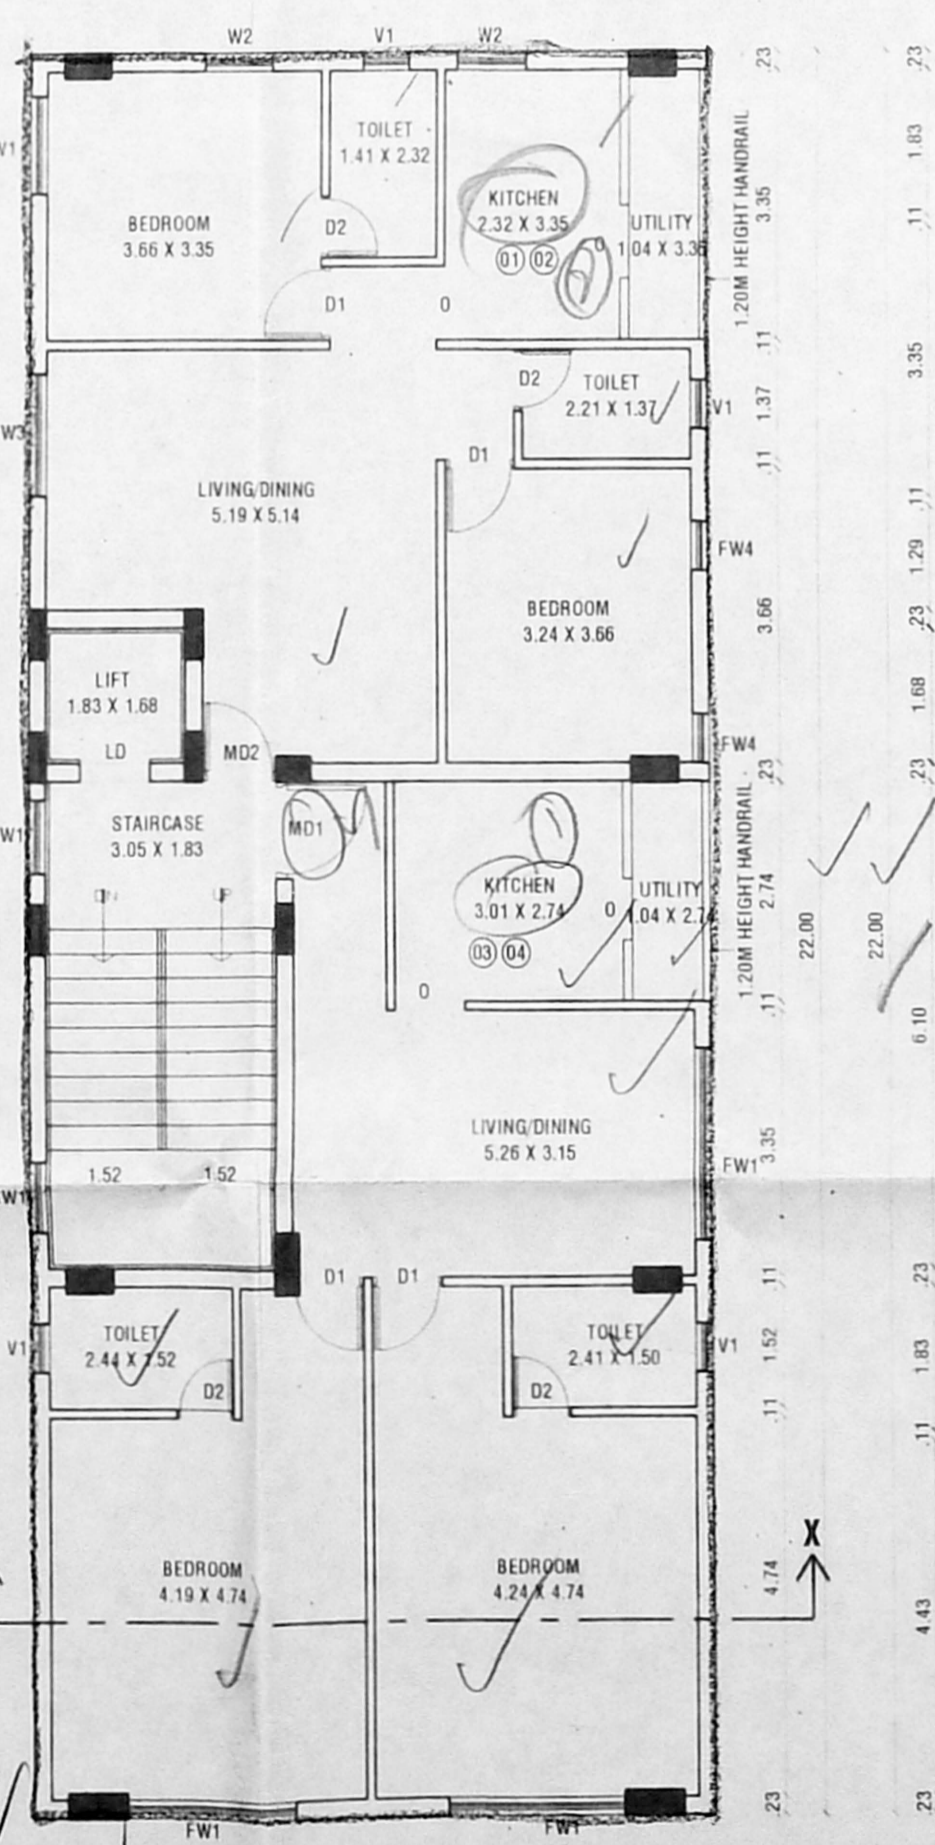 W2
V1
W2
TOILET
1.41 X 2.32
KITCHEN
2.32 X 3.35
01 02
BEDROOM
3.66 X 3.35
D2
UTILITY
1.04 X 3.35
O
D1
O
1.20M HEIGHT HANDRAIL
D2
TOILET
2.21 X 1.37
V1
W3
D1
LIVING/DINING
5.19 X 5.14
FW4
BEDROOM
3.24 X 3.66
LIFT
1.83 X 1.68
LD
MD2
FW4
STAIRCASE
3.05 X 1.83
W1
MD1
KITCHEN
3.01 X 2.74
03 04
O
UTILITY
1.04 X 2.74
1.20M HEIGHT HANDRAIL
DN
UP
O
LIVING/DINING
5.26 X 3.15
FW1
1.52
1.52
W1
D1
D1
TOILET
2.44 X 1.52
V1
D2
TOILET
2.41 X 1.50
V1
D2
BEDROOM
4.19 X 4.74
BEDROOM
4.24 X 4.74
X
FW1
FW1
.23
3.35
.11
1.37
.11
3.66
.23
2.74
.11
3.35
.11
1.52
.11
4.74
.23
22.00
22.00
.23
1.83
.11
3.35
.11
1.29
.23
1.68
.23
6.10
.23
1.83
.11
4.43
.23